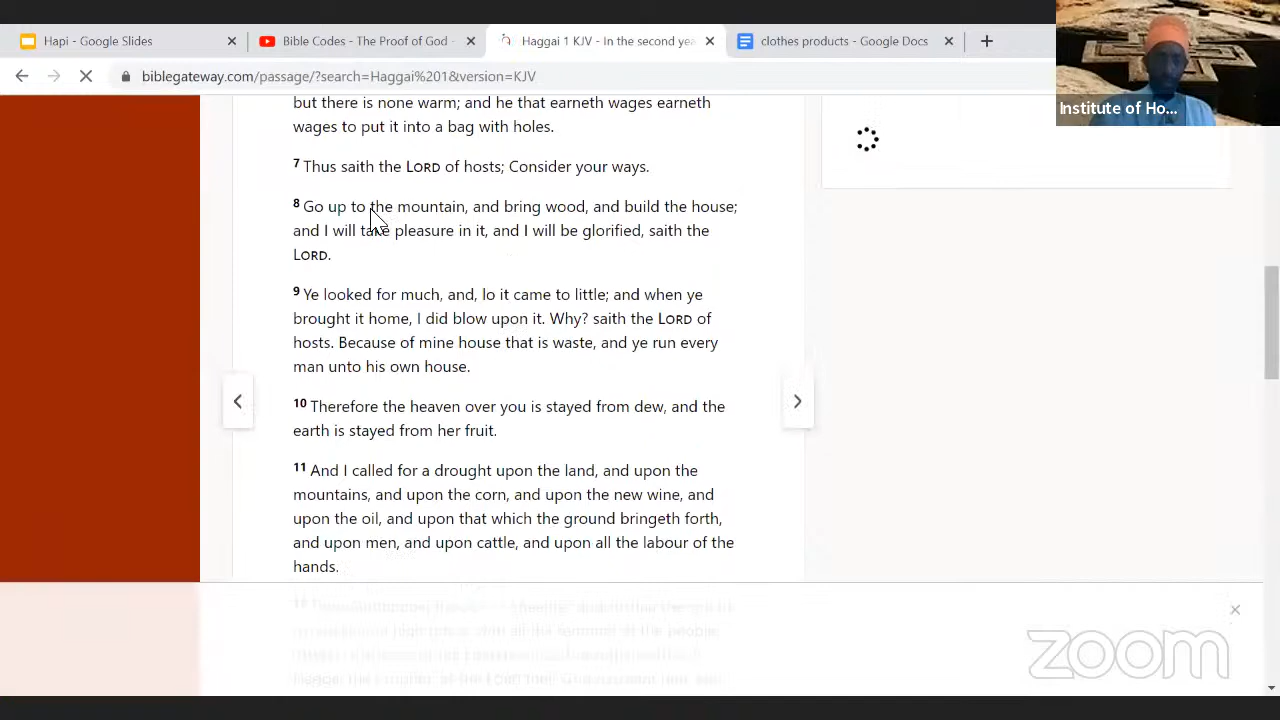 Hapi - Google Slides
Bible Codes - The Proof of God -
Haggai 1 KJV - In the second yea
clothes products - Google Docs
biblegateway.com/passage/?search=Haggai%201&version=KJV
Institute of Ho...
but there is none warm; and he that earneth wages earneth
wages to put it into a bag with holes.
7 Thus saith the LORD of hosts; Consider your ways.
8 Go up to the mountain, and bring wood, and build the house;
and I will take pleasure in it, and I will be glorified, saith the
LORD.
9 Ye looked for much, and, lo it came to little; and when ye
brought it home, I did blow upon it. Why? saith the LORD of
hosts. Because of mine house that is waste, and ye run every
man unto his own house.
10 Therefore the heaven over you is stayed from dew, and the
earth is stayed from her fruit.
11 And I called for a drought upon the land, and upon the
mountains, and upon the corn, and upon the new wine, and
upon the oil, and upon that which the ground bringeth forth,
and upon men, and upon cattle, and upon all the labour of the
hands.
zoom